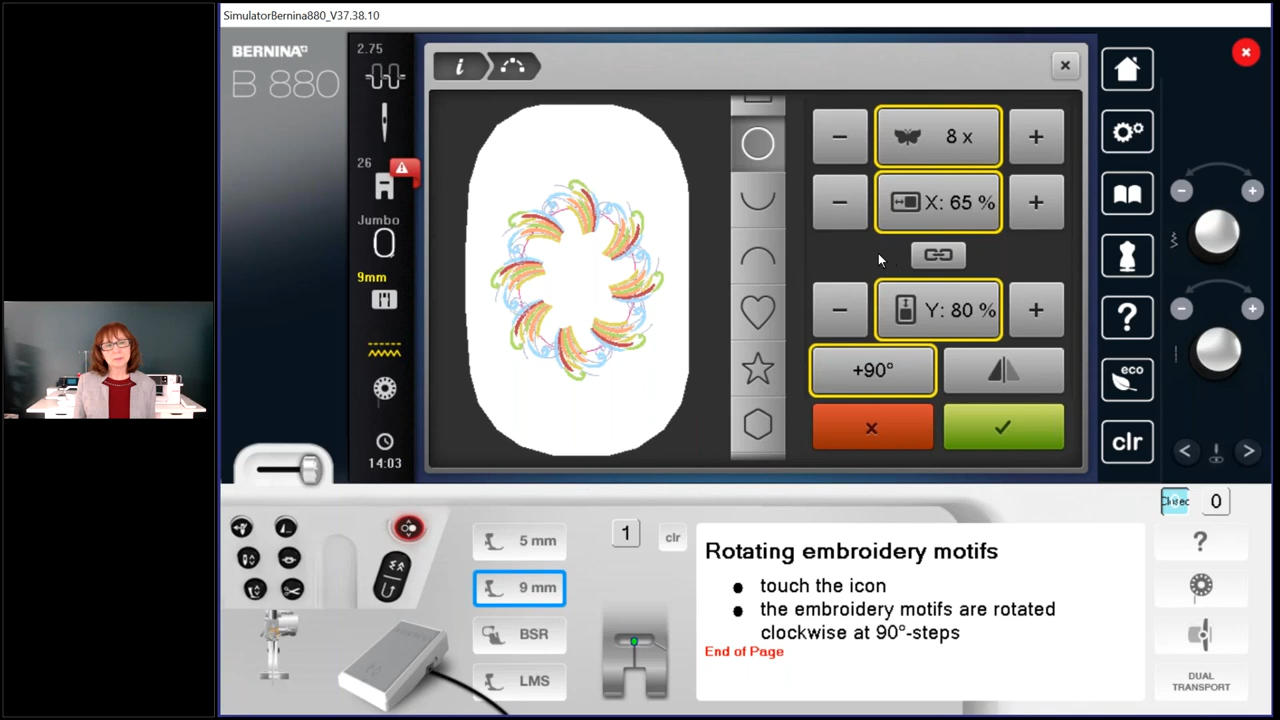 SimulatorBernina880_V37.38.10
BERNINA
B 880
2.75
26
Jumbo
9mm
14:03
i
8 x
X: 65 %
Y: 80 %
+90°
eco
clr
5 mm
9 mm
BSR
LMS
1
clr
Rotating embroidery motifs
touch the icon
the embroidery motifs are rotated
clockwise at 90°-steps
End of Page
Closed
0
?
?
DUAL
TRANSPORT